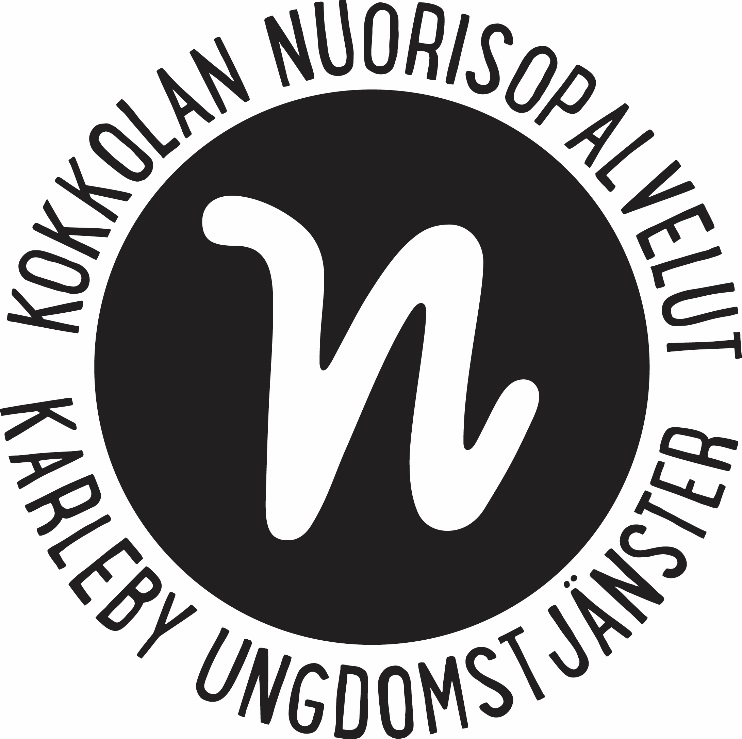 KOKKOLAN NUORISOPALVELUT
n
KARLEBY UNGDOMSTJÄNSTER